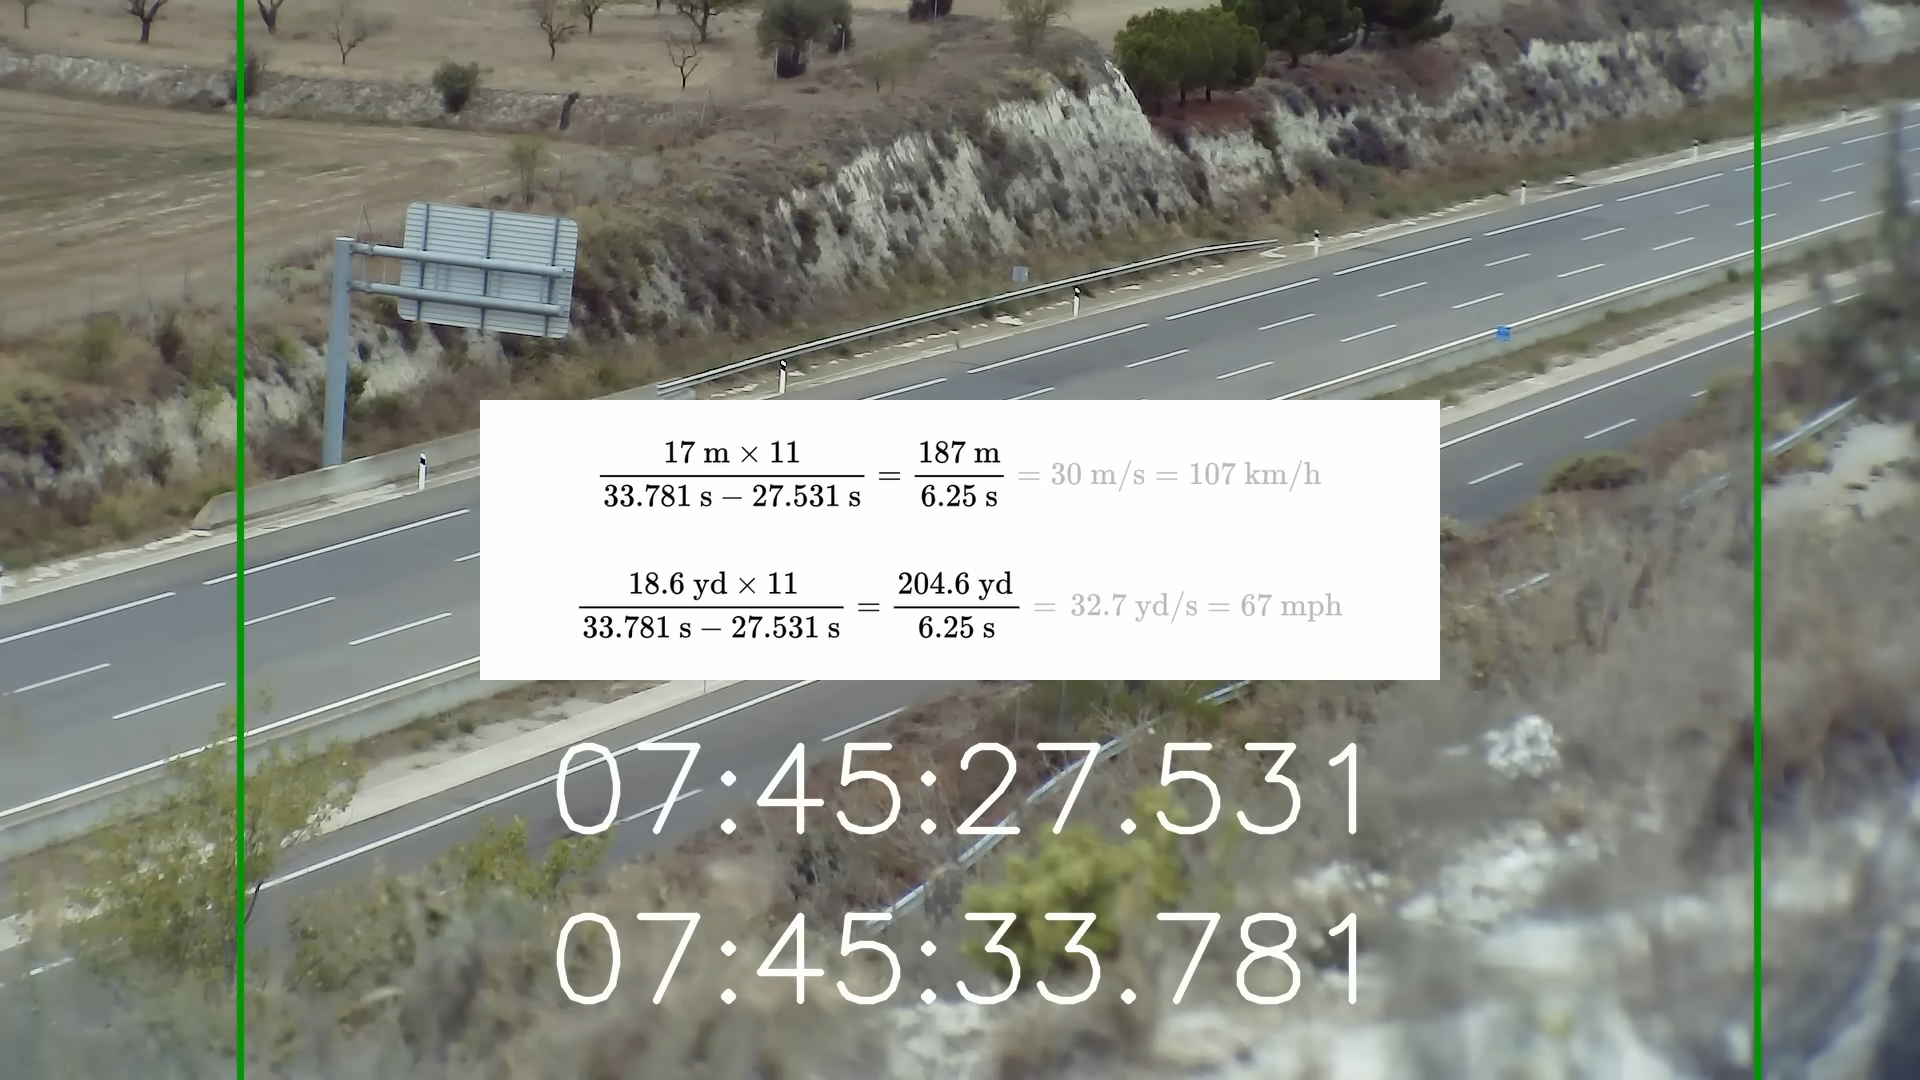 17 m × 11 / 33.781 s − 27.531 s = 187 m / 6.25 s = 30 m/s = 107 km/h
18.6 yd × 11 / 33.781 s − 27.531 s = 204.6 yd / 6.25 s = 32.7 yd/s = 67 mph
07:45:27.531
07:45:33.781